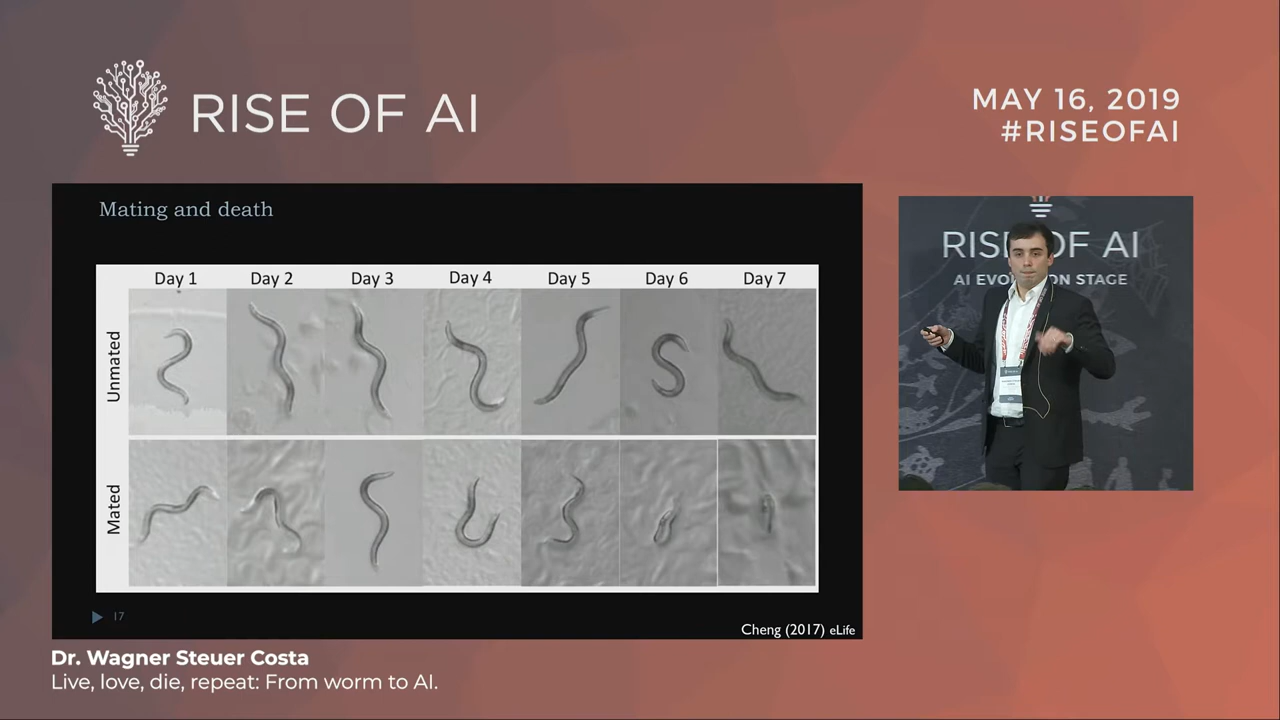 RISE OF AI
MAY 16, 2019
#RISEOFAI
Mating and death
Day 1 Day 2 Day 3 Day 4 Day 5 Day 6 Day 7
Unmated
Mated
17
Cheng (2017) eLife
RISE OF AI
AI EVO ON STAGE
Dr. Wagner Steuer Costa
Live, love, die, repeat: From worm to AI.